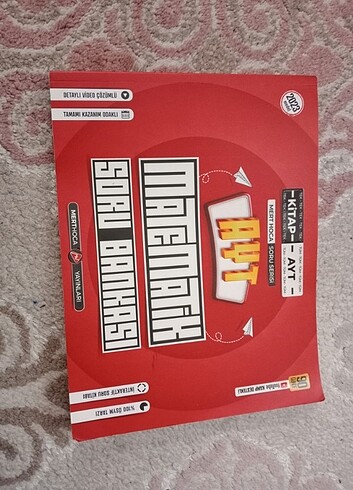 2023
-KİTAP-
AYT
MERT HOCA SORU SERİSİ
AYT
MATEMATİK
SORU BANKASI
DETAYLI VİDEO ÇÖZÜMLÜ
TAMAMI KAZANIM ODAKLI
MERTHOCA
YAYINLARI
YouTube KAMP DESTEKLİ
İNTERAKTİF SORU KİTABI
%100 ÖSYM TARZI